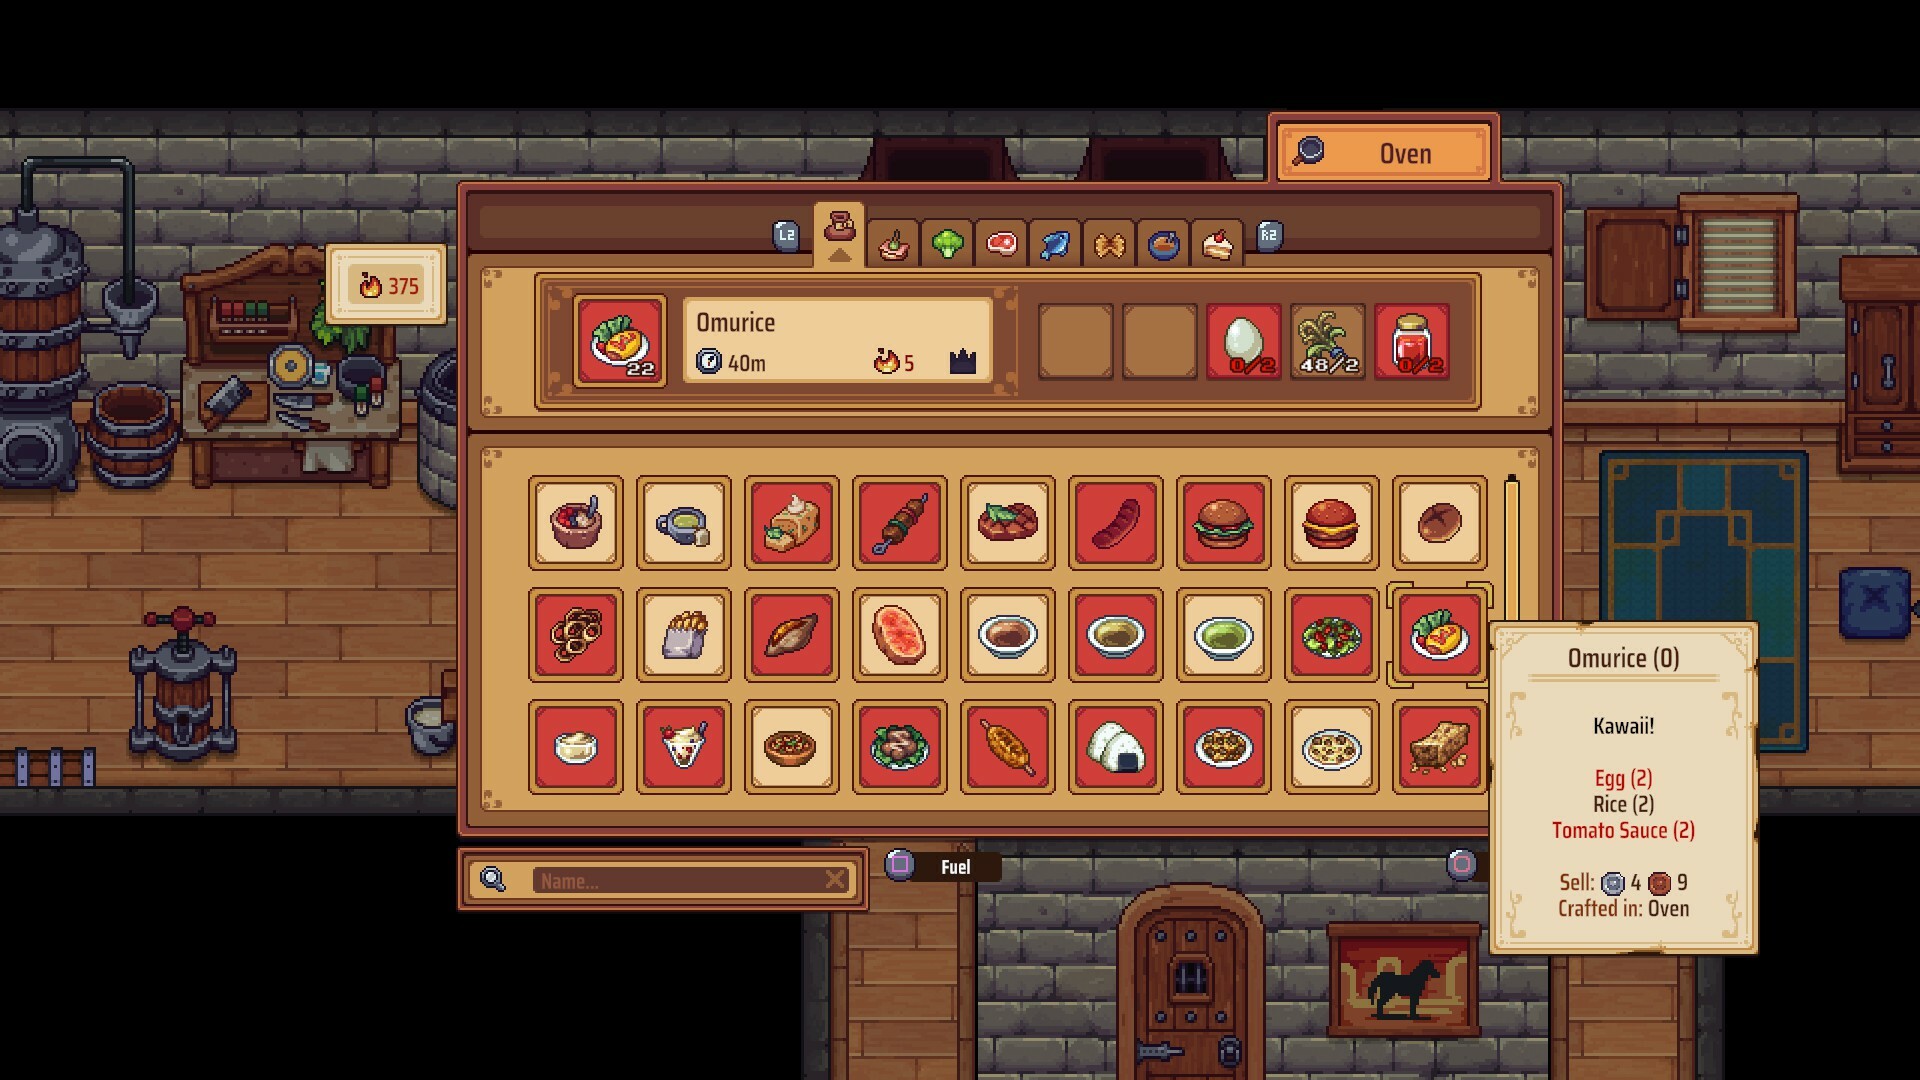 Oven
L2
R2
375
Omurice
40m
5
22
0/2
48/2
0/2
Omurice (0)
Kawaii!
Egg (2)
Rice (2)
Tomato Sauce (2)
Sell: 4 9
Crafted in: Oven
Name...
Fuel